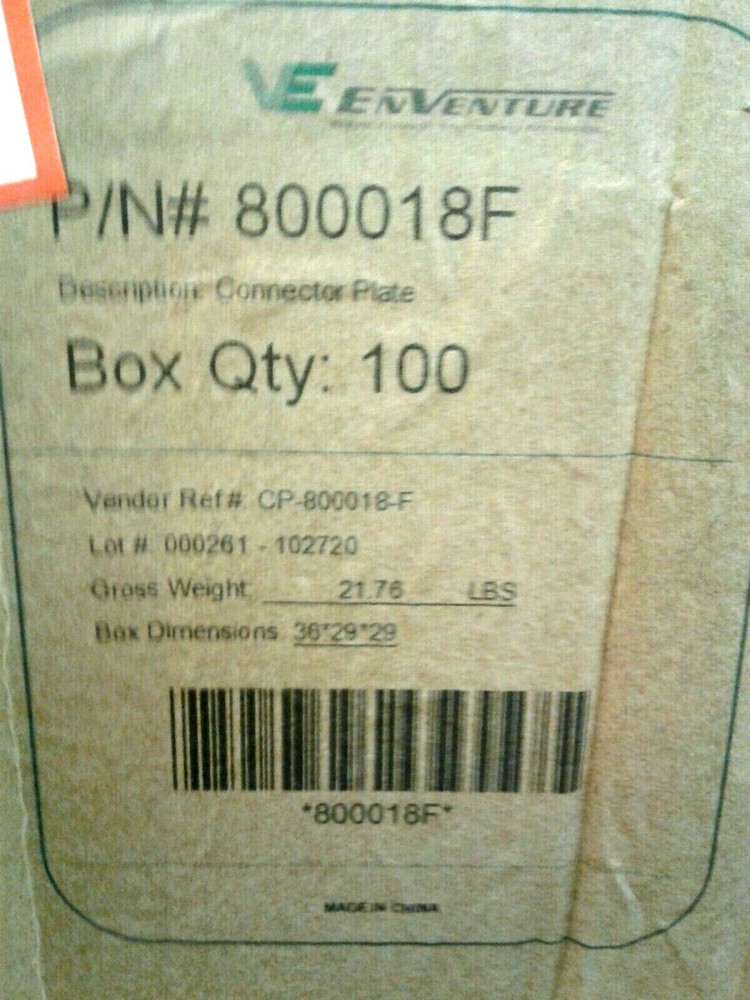 VE ENVENTURE
P/N# 800018F
Description: Connector Plate
Box Qty: 100
Vendor Ref# CP-800018-F
Lot # 000261 - 102720
Gross Weight 21.76 LBS
Box Dimensions 36*29*29
*800018F*
MADE IN CHINA